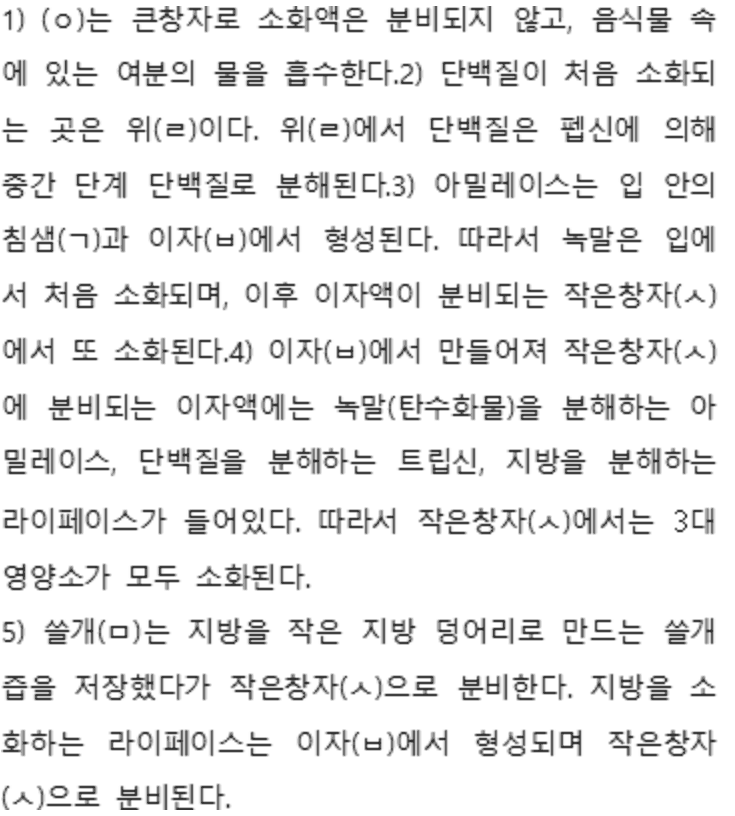 1) (ㅇ)는 큰창자로 소화액은 분비되지 않고, 음식물 속
에 있는 여분의 물을 흡수한다.2) 단백질이 처음 소화되
는 곳은 위(ㄹ)이다. 위(ㄹ)에서 단백질은 펩신에 의해
중간 단계 단백질로 분해된다.3) 아밀레이스는 입 안의
침샘(ㄱ)과 이자(ㅂ)에서 형성된다. 따라서 녹말은 입에
서 처음 소화되며, 이후 이자액이 분비되는 작은창자(ㅅ)
에서 또 소화된다.4) 이자(ㅂ)에서 만들어져 작은창자(ㅅ)
에 분비되는 이자액에는 녹말(탄수화물)을 분해하는 아
밀레이스, 단백질을 분해하는 트립신, 지방을 분해하는
라이페이스가 들어있다. 따라서 작은창자(ㅅ)에서는 3대
영양소가 모두 소화된다.
5) 쓸개(ㅁ)는 지방을 작은 지방 덩어리로 만드는 쓸개
즙을 저장했다가 작은창자(ㅅ)으로 분비한다. 지방을 소
화하는 라이페이스는 이자(ㅂ)에서 형성되며 작은창자
(ㅅ)으로 분비된다.